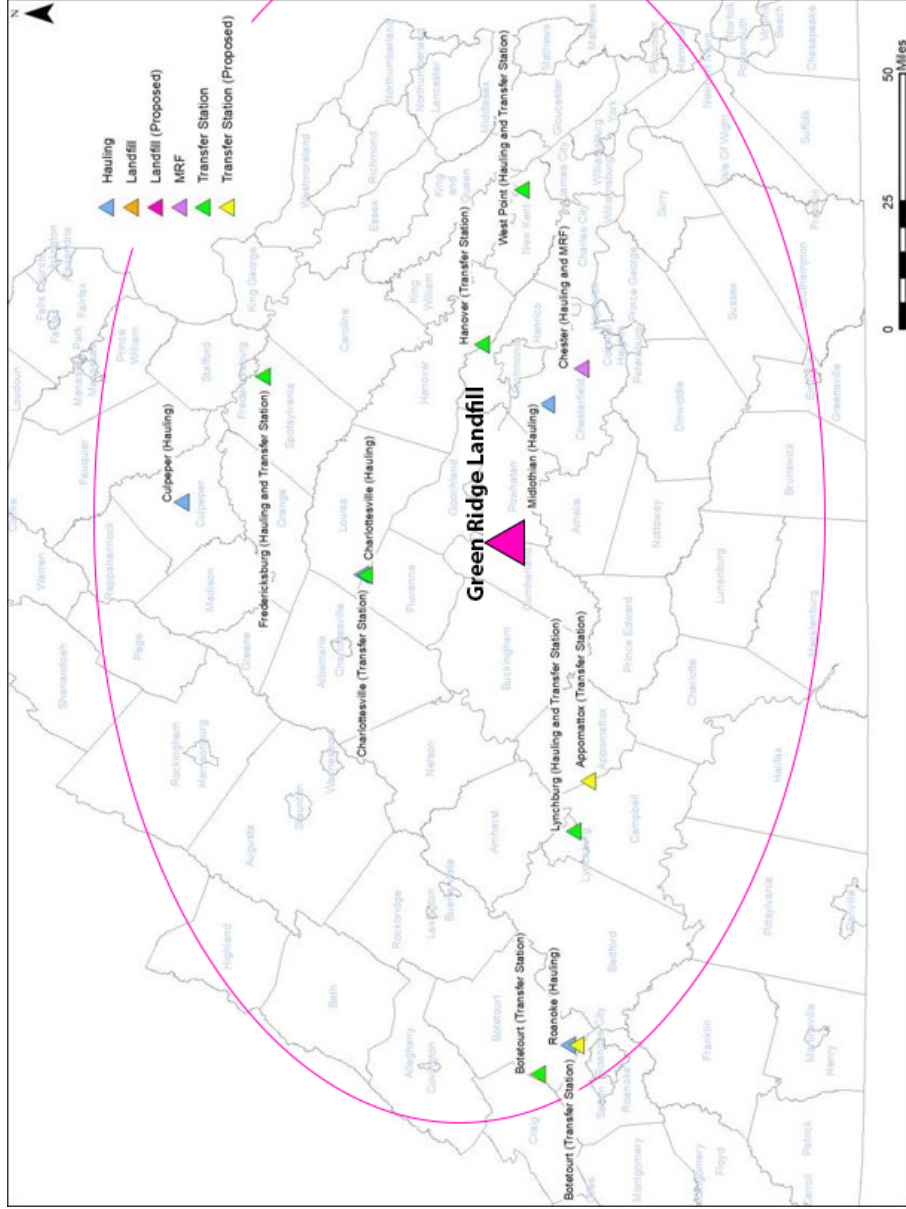 N
Hauling
Landfill
Landfill (Proposed)
MRF
Transfer Station
Transfer Station (Proposed)
Loudoun
Fairfax
Warren
Fauquier
Prince
William
Shenandoah
Rappahannock
Culpeper (Hauling)
Culpeper
Stafford
Page
Madison
King George
Westmoreland
Rockingham
Greene
Orange
Fredericksburg (Hauling and Transfer Station)
Spotsylvania
Augusta
Highland
Albemarle
Louisa
Caroline
Essex
Richmond
Northumberland
Lancaster
Charlottesville (Transfer Station)
Charlottesville (Hauling)
Bath
Rockbridge
Lexington
Nelson
Fluvanna
Hanover
King
William
King
and
Queen
Middlesex
Mathews
Alleghany
Amherst
Buckingham
Goochland
Green Ridge Landfill
Hanover (Transfer Station)
Henrico
New Kent
West Point (Hauling and Transfer Station)
Gloucester
James City
York
Botetourt
Botetourt (Transfer Station)
Craig
Powhatan
Midlothian (Hauling)
Charles City
Roanoke (Hauling)
Botetourt (Transfer Station)
Lynchburg (Hauling and Transfer Station)
Appomattox (Transfer Station)
Appomattox
Amelia
Chesterfield
Chester (Hauling and MRF)
Prince George
Surry
Isle Of Wight
Bedford
Campbell
Prince Edward
Nottoway
Dinwiddie
Sussex
Roanoke
Montgomery
Franklin
Charlotte
Lunenburg
Brunswick
Greensville
Southampton
Suffolk
Chesapeake
Floyd
Pittsylvania
Halifax
Mecklenburg
Patrick
Henry
Carroll
0
25
50
Miles